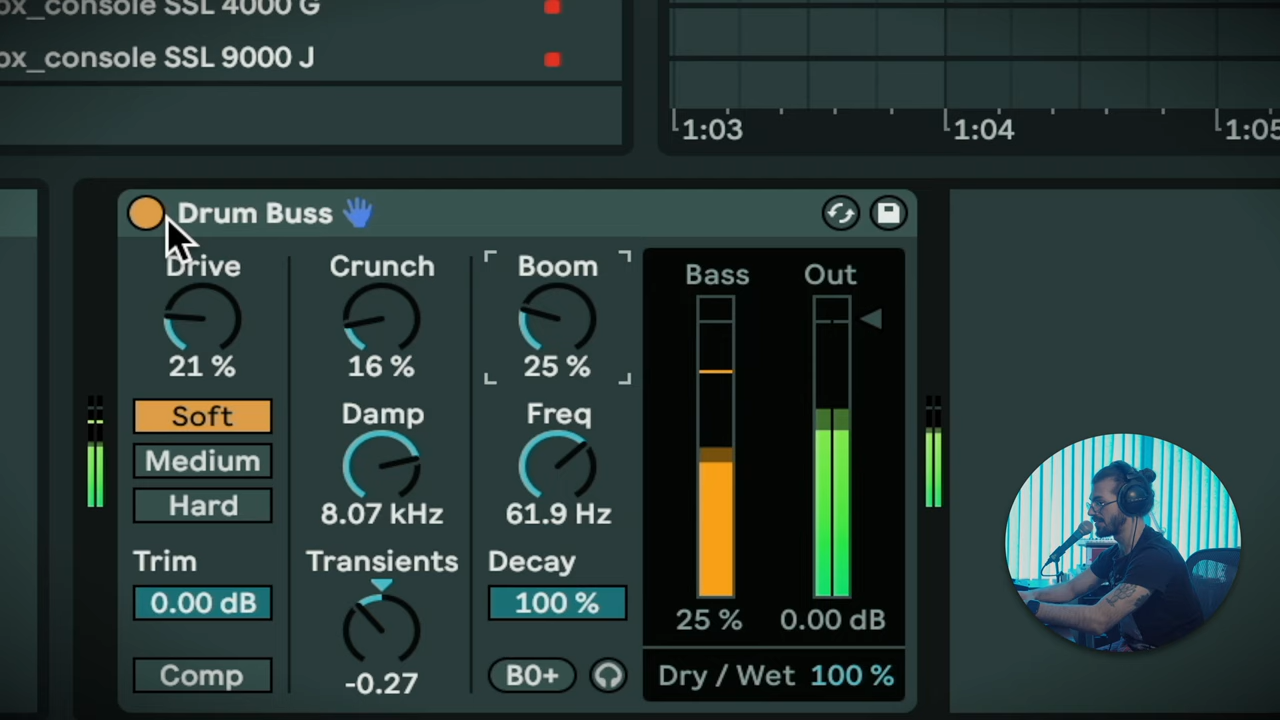 ox_console SSL 4000 G
ox_console SSL 9000 J
1:03
1:04
1:05
Drum Buss
Drive
Crunch
Boom
Bass
Out
21 %
16 %
25 %
Soft
Damp
Freq
Medium
Hard
8.07 kHz
61.9 Hz
Trim
Transients
Decay
0.00 dB
100 %
25 %
0.00 dB
Comp
-0.27
B0+
Dry / Wet 100 %